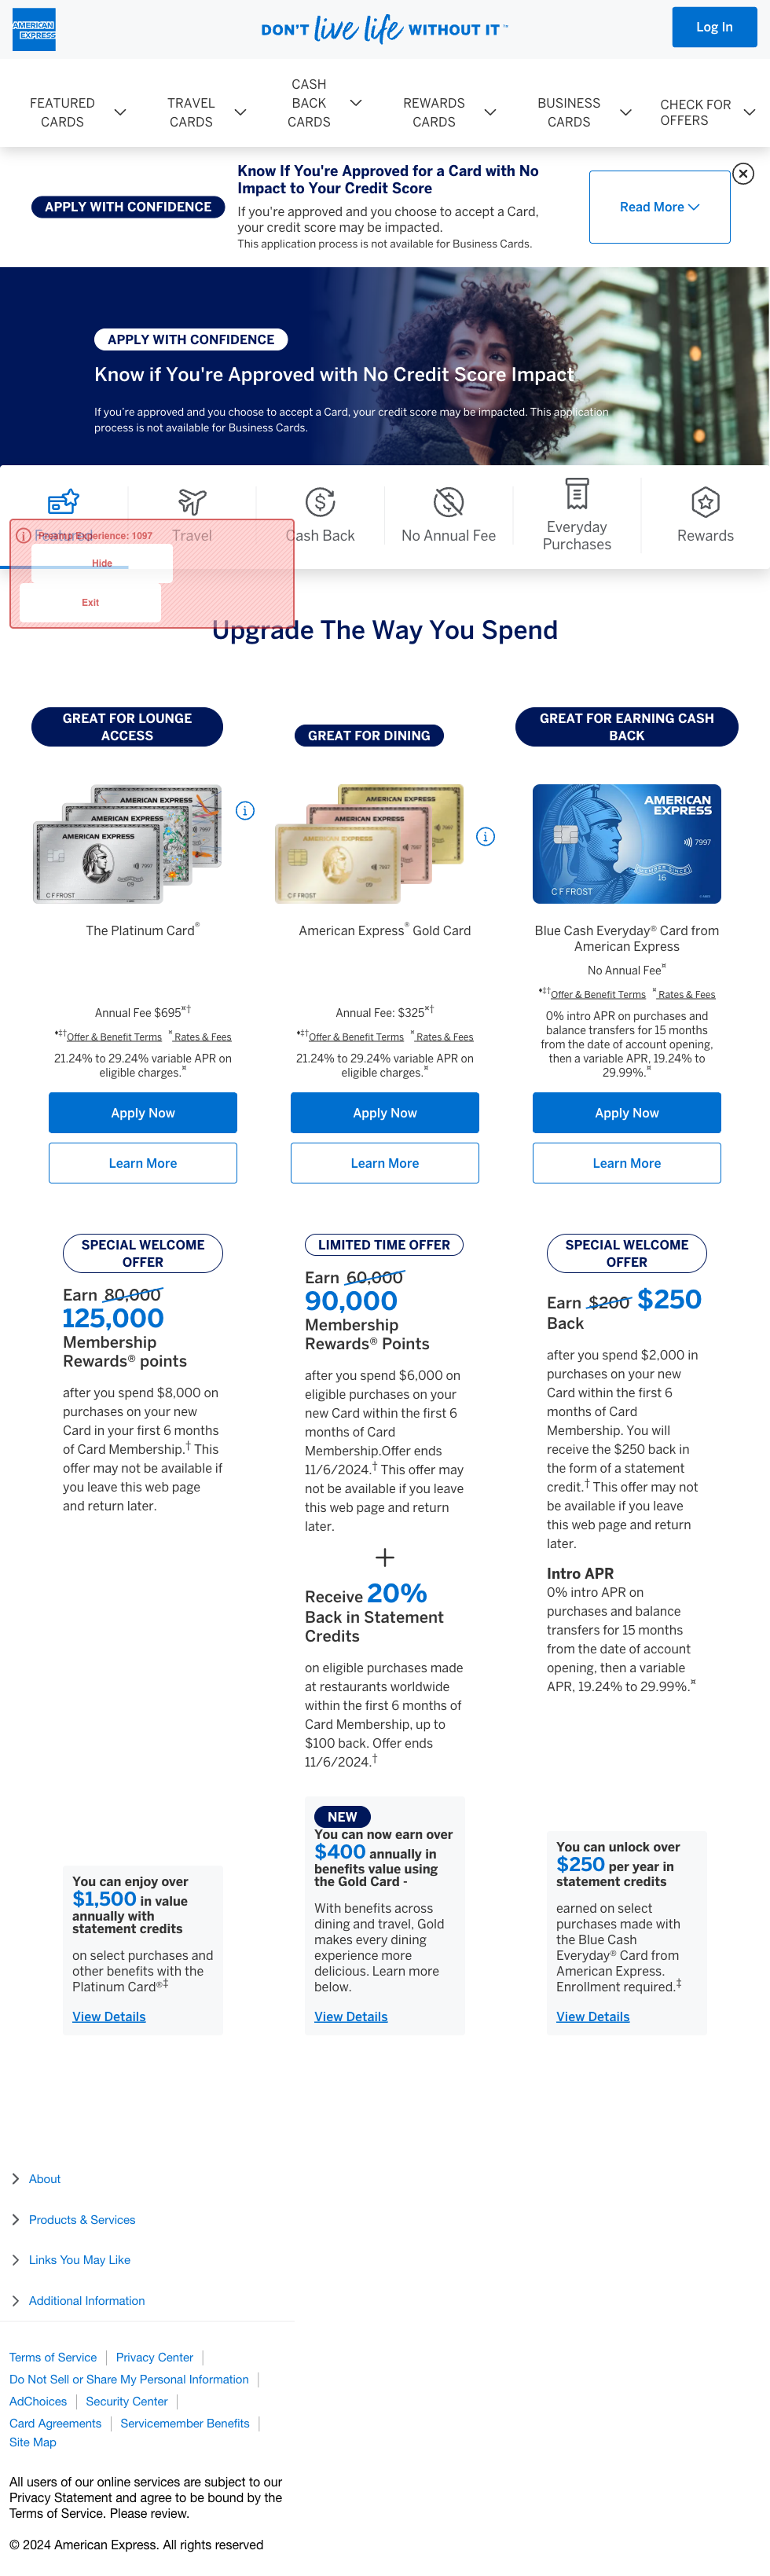 AMERICAN EXPRESS
DON'T live life WITHOUT IT™
Log In
FEATURED CARDS
TRAVEL CARDS
CASH BACK CARDS
REWARDS CARDS
BUSINESS CARDS
CHECK FOR OFFERS
APPLY WITH CONFIDENCE
Know If You're Approved for a Card with No
Impact to Your Credit Score
If you're approved and you choose to accept a Card,
your credit score may be impacted.
This application process is not available for Business Cards.
Read More
APPLY WITH CONFIDENCE
Know if You're Approved with No Credit Score Impact
If you're approved and you choose to accept a Card, your credit score may be impacted. This application
process is not available for Business Cards.
Featured
Travel
Cash Back
No Annual Fee
Everyday
Purchases
Rewards
Preamp Experience: 1097
Hide
Exit
Upgrade The Way You Spend
GREAT FOR LOUNGE
ACCESS
AMERICAN EXPRESS
C F FROST
The Platinum Card®
Annual Fee $695¤†
♦‡†Offer & Benefit Terms ¤ Rates & Fees
21.24% to 29.24% variable APR on
eligible charges.¤
Apply Now
Learn More
GREAT FOR DINING
AMERICAN EXPRESS
C F FROST
American Express® Gold Card
Annual Fee: $325¤†
♦‡†Offer & Benefit Terms ¤ Rates & Fees
21.24% to 29.24% variable APR on
eligible charges.¤
Apply Now
Learn More
GREAT FOR EARNING CASH
BACK
AMERICAN
EXPRESS
7997
MEMBER SINCE
16
C F FROST
Blue Cash Everyday® Card from
American Express
No Annual Fee¤
♦‡†Offer & Benefit Terms ¤ Rates & Fees
0% intro APR on purchases and
balance transfers for 15 months
from the date of account opening,
then a variable APR, 19.24% to
29.99%.¤
Apply Now
Learn More
SPECIAL WELCOME
OFFER
Earn 80,000
125,000
Membership
Rewards® points
after you spend $8,000 on
purchases on your new
Card in your first 6 months
of Card Membership.† This
offer may not be available if
you leave this web page
and return later.
LIMITED TIME OFFER
Earn 60,000
90,000
Membership
Rewards® Points
after you spend $6,000 on
eligible purchases on your
new Card within the first 6
months of Card
Membership.Offer ends
11/6/2024.† This offer may
not be available if you leave
this web page and return
later.
+
Receive 20%
Back in Statement
Credits
on eligible purchases made
at restaurants worldwide
within the first 6 months of
Card Membership, up to
$100 back. Offer ends
11/6/2024.†
SPECIAL WELCOME
OFFER
Earn $200 $250
Back
after you spend $2,000 in
purchases on your new
Card within the first 6
months of Card
Membership. You will
receive the $250 back in
the form of a statement
credit.† This offer may not
be available if you leave
this web page and return
later.
Intro APR
0% intro APR on
purchases and balance
transfers for 15 months
from the date of account
opening, then a variable
APR, 19.24% to 29.99%.¤
You can enjoy over
$1,500 in value
annually with
statement credits
on select purchases and
other benefits with the
Platinum Card®‡
View Details
NEW
You can now earn over
$400 annually in
benefits value using
the Gold Card -
With benefits across
dining and travel, Gold
makes every dining
experience more
delicious. Learn more
below.
View Details
You can unlock over
$250 per year in
statement credits
earned on select
purchases made with
the Blue Cash
Everyday® Card from
American Express.
Enrollment required.‡
View Details
About
Products & Services
Links You May Like
Additional Information
Terms of Service
Privacy Center
Do Not Sell or Share My Personal Information
AdChoices
Security Center
Card Agreements
Servicemember Benefits
Site Map
All users of our online services are subject to our
Privacy Statement and agree to be bound by the
Terms of Service. Please review.
© 2024 American Express. All rights reserved